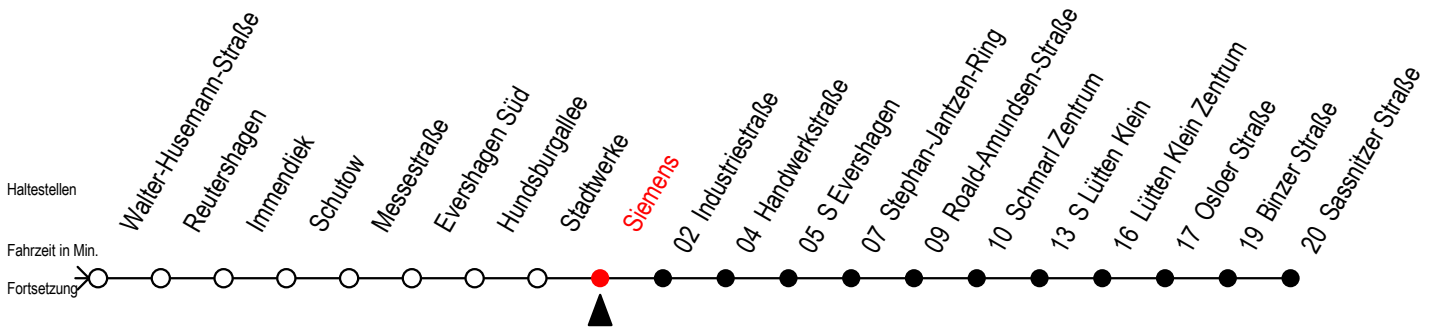 Haltestellen
Walter-Husemann-Straße
Reutershagen
Immendiek
Schutow
Messestraße
Evershagen Süd
Hundsburgallee
Stadtwerke
Siemens
02 Industriestraße
04 Handwerkstraße
05 S Evershagen
07 Stephan-Jantzen-Ring
09 Roald-Amundsen-Straße
10 Schmarl Zentrum
13 S Lütten Klein
16 Lütten Klein Zentrum
17 Osloer Straße
19 Binzer Straße
20 Sassnitzer Straße
Fahrzeit in Min.
Fortsetzung